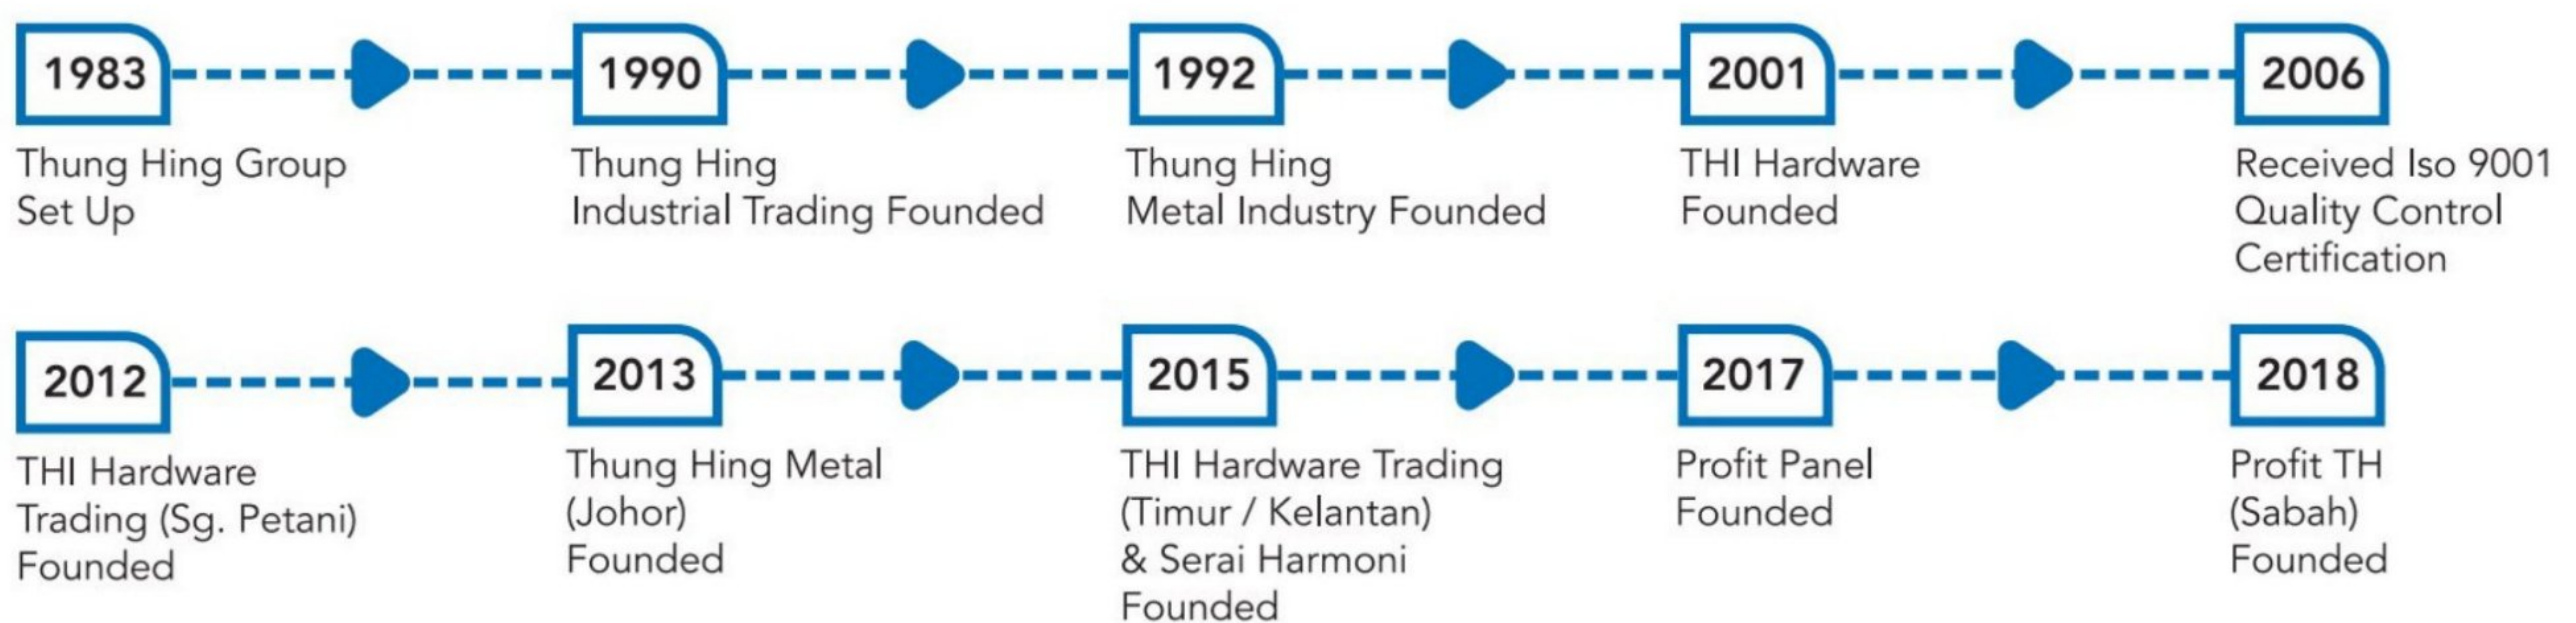 1983
Thung Hing Group
Set Up
1990
Thung Hing
Industrial Trading Founded
1992
Thung Hing
Metal Industry Founded
2001
THI Hardware
Founded
2006
Received Iso 9001
Quality Control
Certification
2012
THI Hardware
Trading (Sg. Petani)
Founded
2013
Thung Hing Metal
(Johor)
Founded
2015
THI Hardware Trading
(Timur / Kelantan)
& Serai Harmoni
Founded
2017
Profit Panel
Founded
2018
Profit TH
(Sabah)
Founded